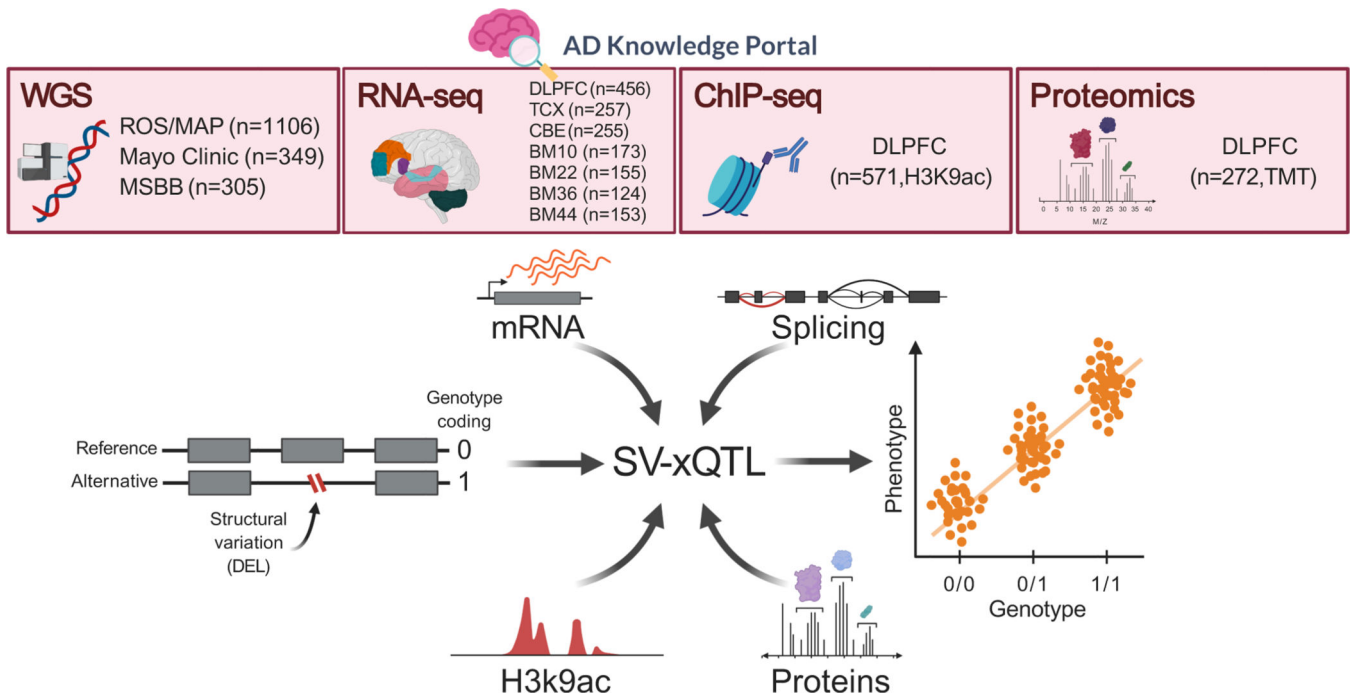 AD Knowledge Portal
WGS
ROS/MAP (n=1106)
Mayo Clinic (n=349)
MSBB (n=305)
RNA-seq
DLPFC (n=456)
TCX (n=257)
CBE (n=255)
BM10 (n=173)
BM22 (n=155)
BM36 (n=124)
BM44 (n=153)
ChIP-seq
DLPFC
(n=571,H3K9ac)
Proteomics
0 5 10 15 20 25 30 35 40
M/Z
DLPFC
(n=272,TMT)
mRNA
Splicing
Genotype
coding
Reference
0
Alternative
1
Structural
variation
(DEL)
SV-xQTL
H3k9ac
Proteins
Phenotype
0/0 0/1 1/1
Genotype